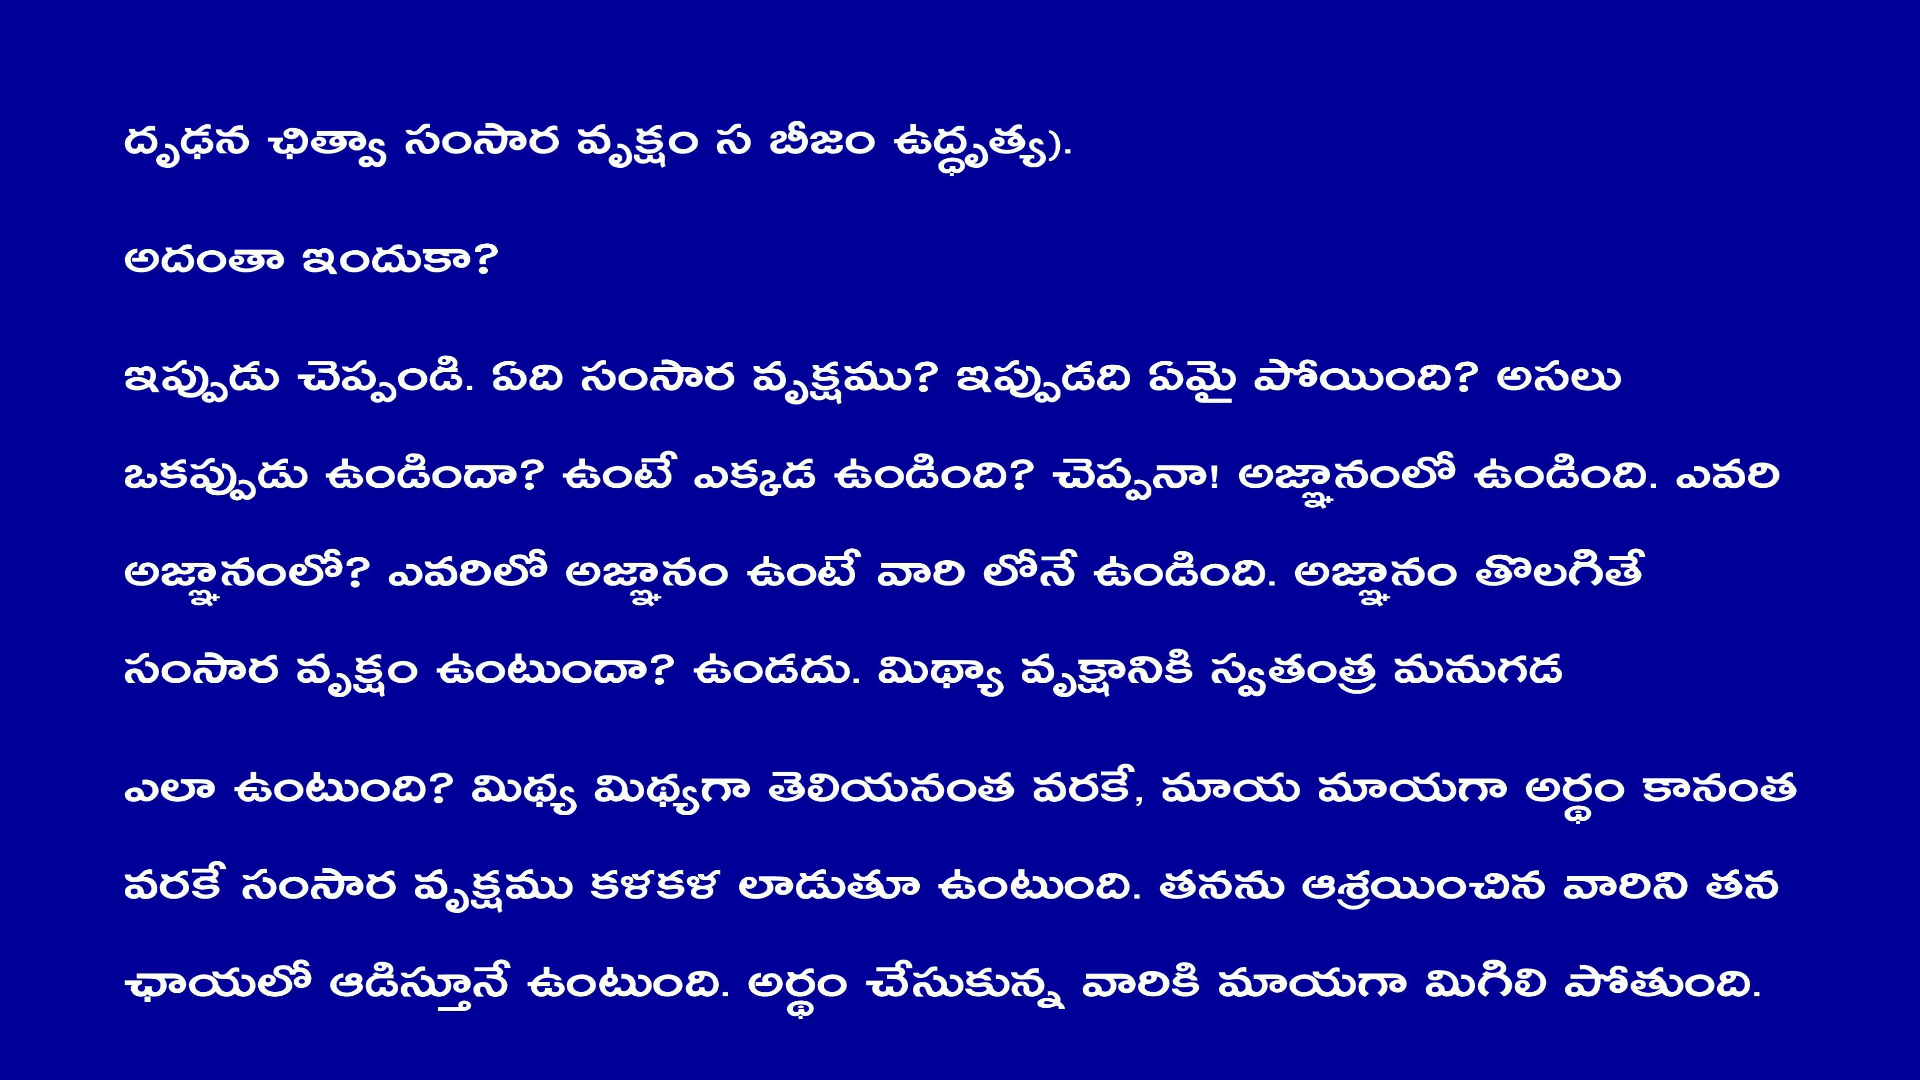 దృఢన ఛిత్వా సంసార వృక్షం స బీజం ఉద్ధృత్య).
అదంతా ఇందుకా?
ఇప్పుడు చెప్పండి. ఏది సంసార వృక్షము? ఇప్పుడది ఏమై పోయింది? అసలు
ఒకప్పుడు ఉండిందా? ఉంటే ఎక్కడ ఉండింది? చెప్పనా! అజ్ఞానంలో ఉండింది. ఎవరి
అజ్ఞానంలో? ఎవరిలో అజ్ఞానం ఉంటే వారి లోనే ఉండింది. అజ్ఞానం తొలగితే
సంసార వృక్షం ఉంటుందా? ఉండదు. మిథ్యా వృక్షానికి స్వతంత్ర మనుగడ
ఎలా ఉంటుంది? మిథ్య మిథ్యగా తెలియనంత వరకే, మాయ మాయగా అర్థం కానంత
వరకే సంసార వృక్షము కళకళ లాడుతూ ఉంటుంది. తనను ఆశ్రయించిన వారిని తన
ఛాయలో ఆడిస్తూనే ఉంటుంది. అర్థం చేసుకున్న వారికి మాయగా మిగిలి పోతుంది.